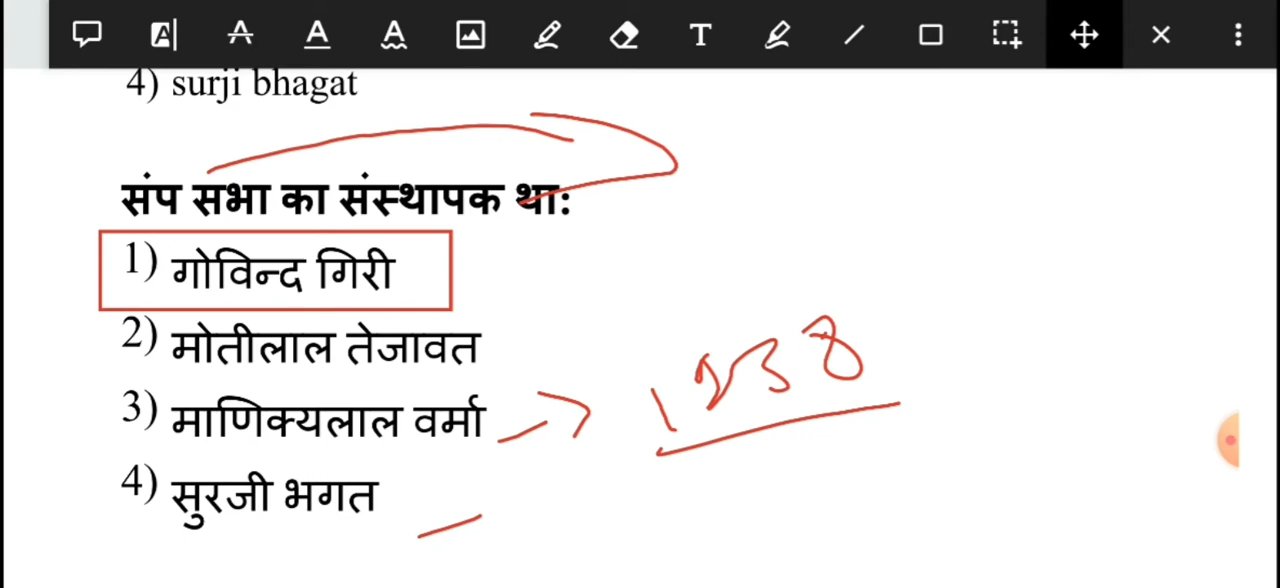 4) surji bhagat
संप सभा का संस्थापक था:
1) गोविन्द गिरी
2) मोतीलाल तेजावत
3) माणिक्यलाल वर्मा
1938
4) सुरजी भगत